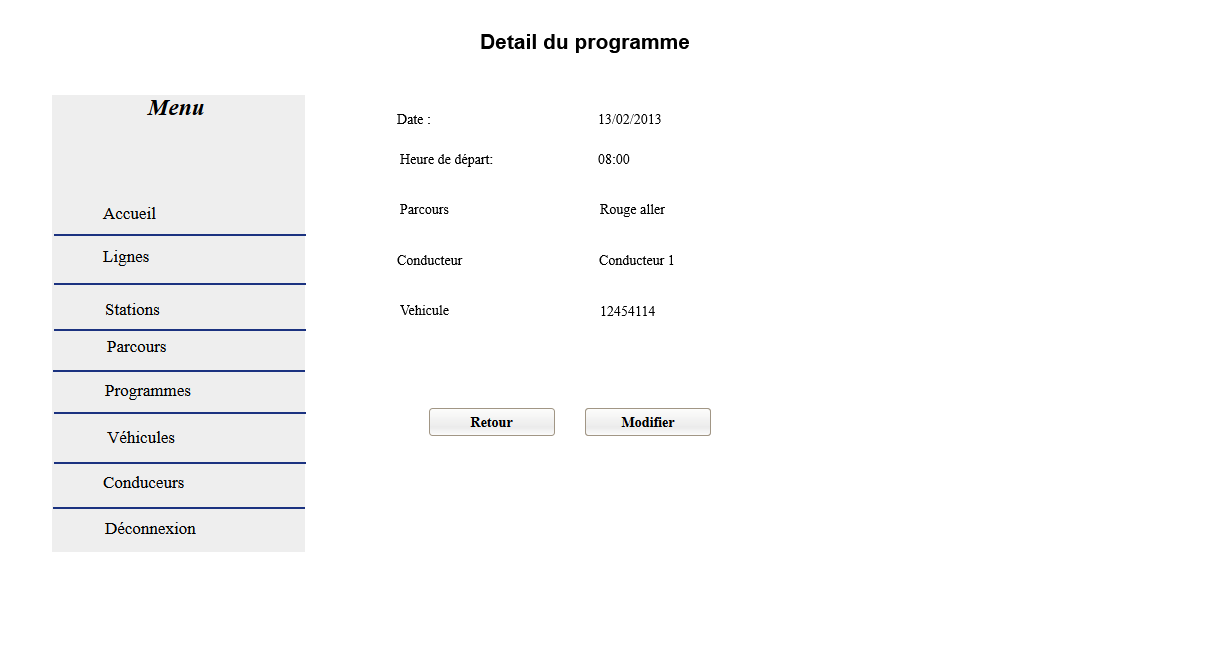 Detail du programme
Menu
Accueil
Lignes
Stations
Parcours
Programmes
Véhicules
Conduceurs
Déconnexion
Date : 13/02/2013
Heure de départ: 08:00
Parcours Rouge aller
Conducteur Conducteur 1
Vehicule 12454114
Retour Modifier